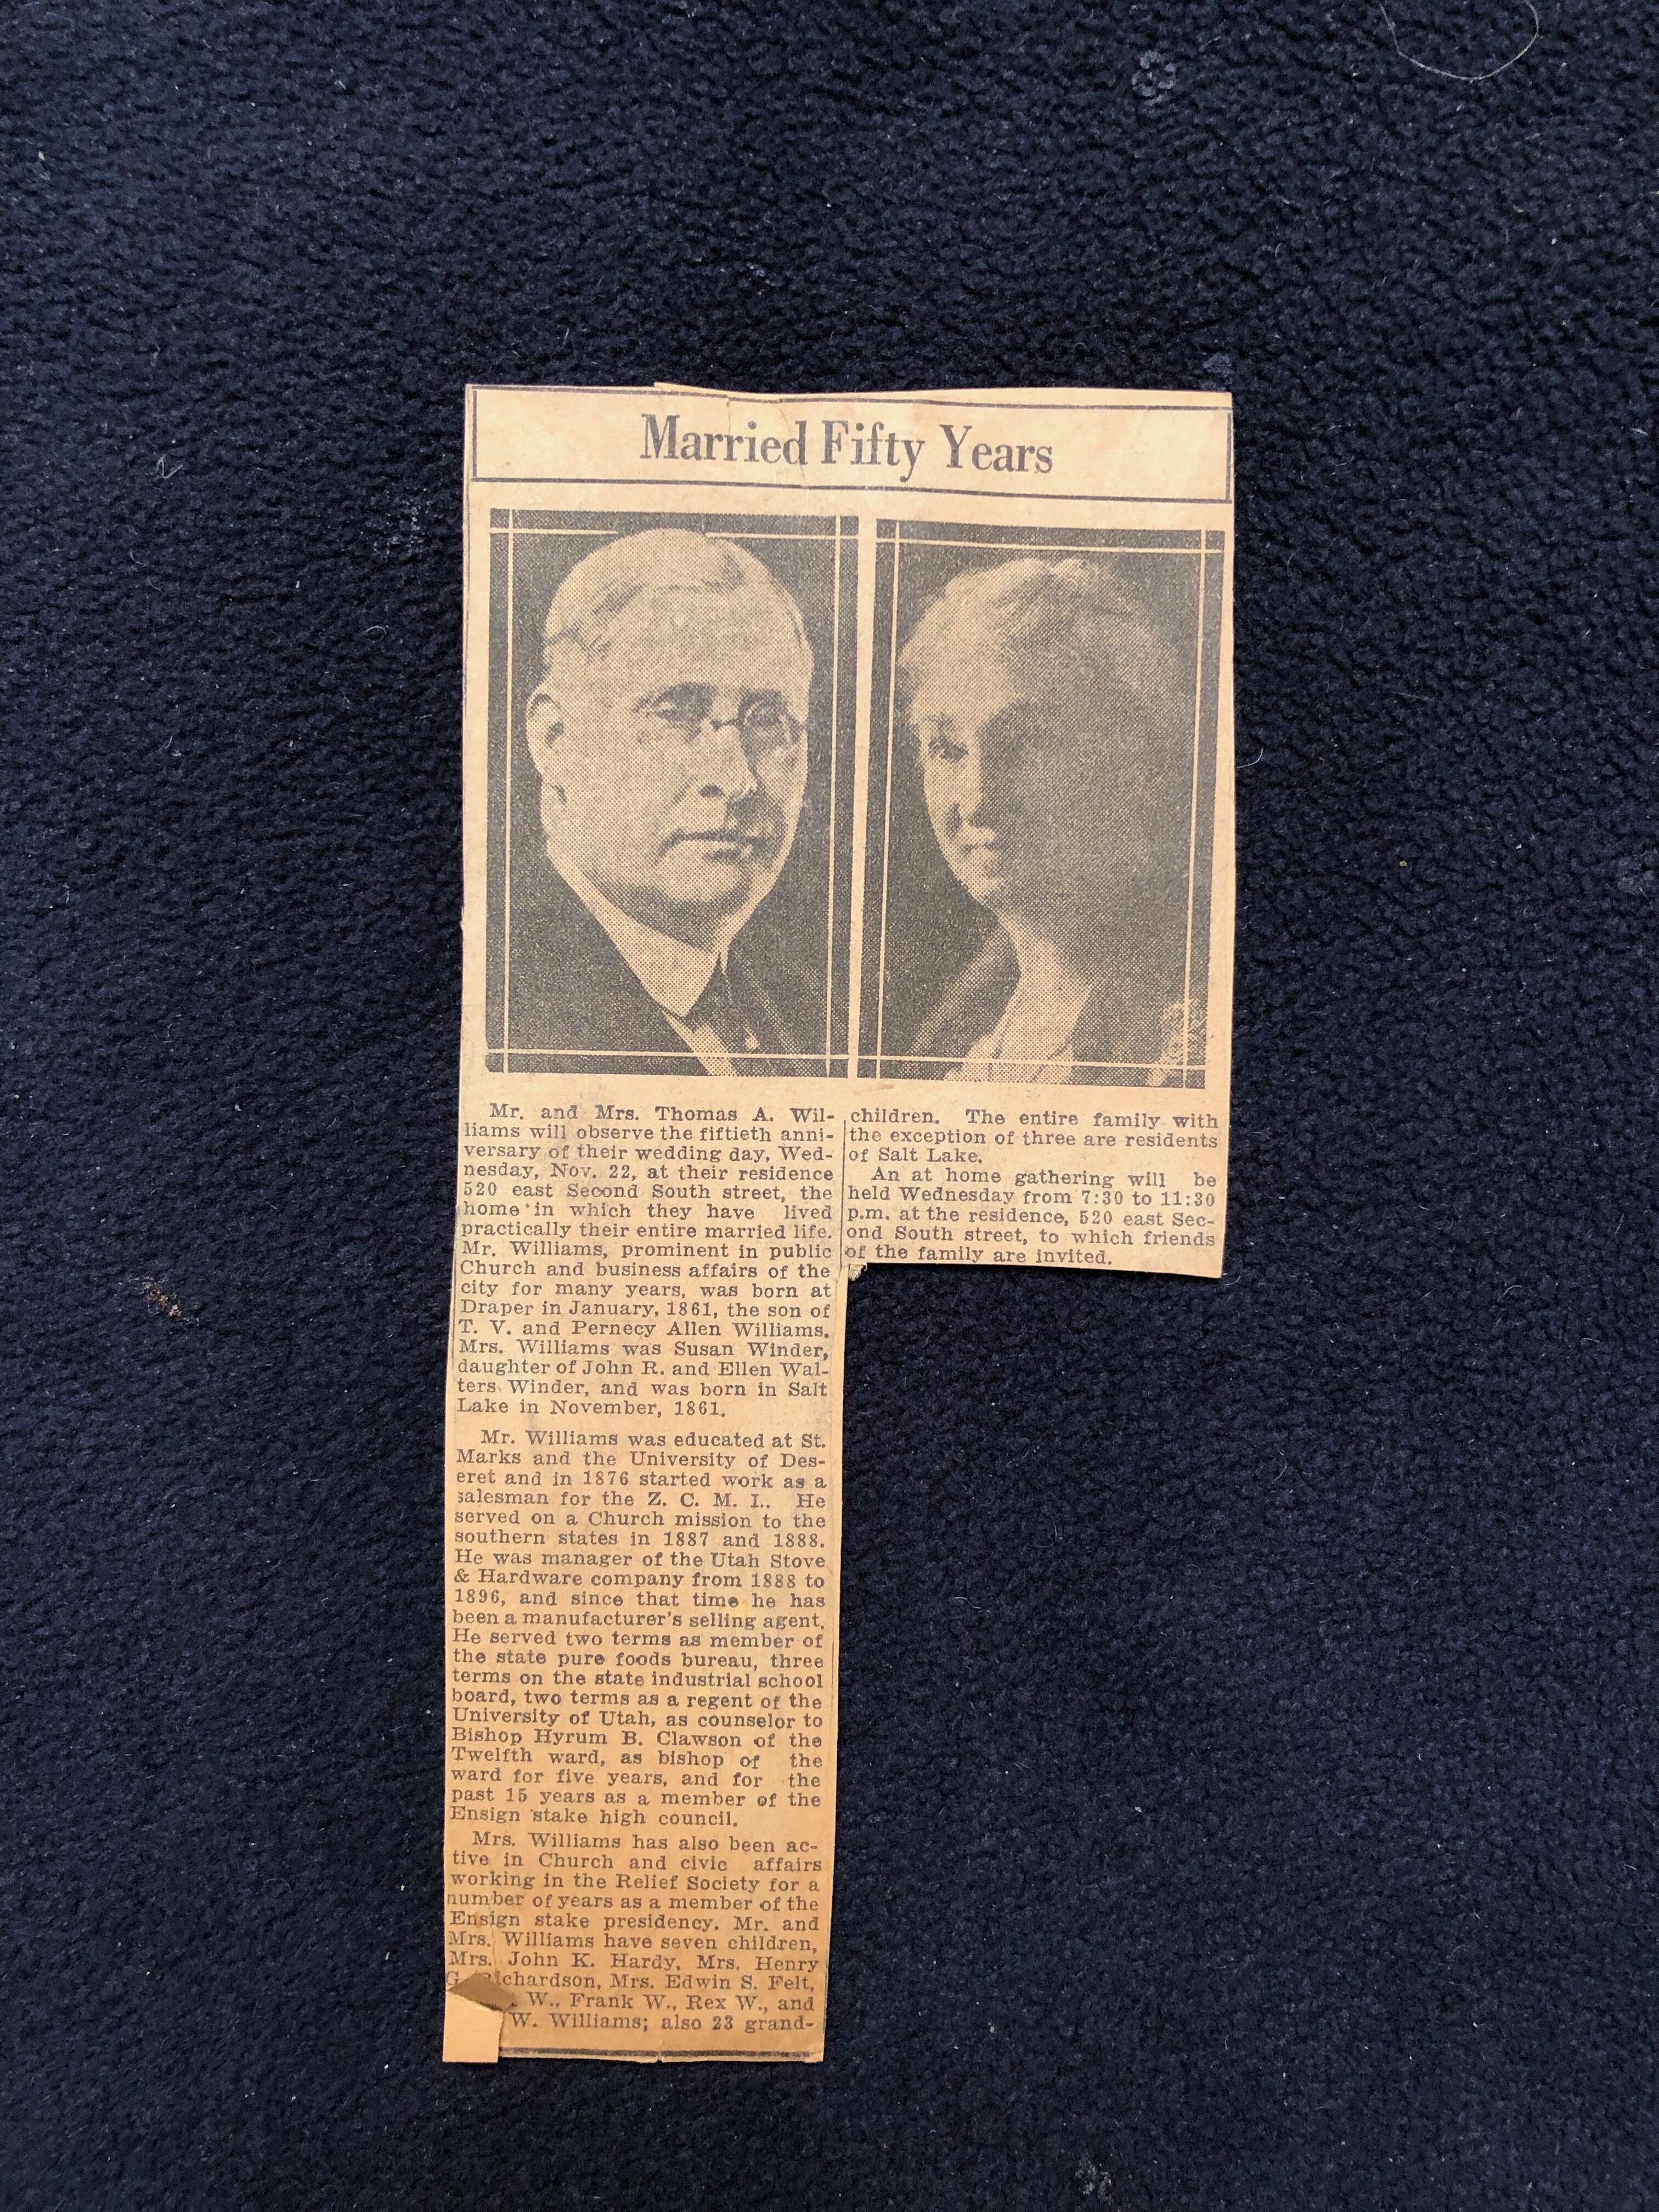 Married Fifty Years
Mr. and Mrs. Thomas A. Wil-
liams will observe the fiftieth anni-
versary of their wedding day, Wed-
nesday, Nov. 22, at their residence
520 east Second South street, the
home in which they have lived
practically their entire married life.
Mr. Williams, prominent in public
Church and business affairs of the
city for many years, was born at
Draper in January, 1861, the son of
T. V. and Pernecy Allen Williams.
Mrs. Williams was Susan Winder,
daughter of John R. and Ellen Wal-
ters Winder, and was born in Salt
Lake in November, 1861.
Mr. Williams was educated at St.
Marks and the University of Des-
eret and in 1876 started work as a
salesman for the Z. C. M. I.. He
served on a Church mission to the
southern states in 1887 and 1888.
He was manager of the Utah Stove
& Hardware company from 1888 to
1896, and since that time he has
been a manufacturer's selling agent.
He served two terms as member of
the state pure foods bureau, three
terms on the state industrial school
board, two terms as a regent of the
University of Utah, as counselor to
Bishop Hyrum B. Clawson of the
Twelfth ward, as bishop of the
ward for five years, and for the
past 15 years as a member of the
Ensign stake high council.
Mrs. Williams has also been ac-
tive in Church and civic affairs
working in the Relief Society for a
number of years as a member of the
Ensign stake presidency. Mr. and
Mrs. Williams have seven children,
Mrs. John K. Hardy, Mrs. Henry
G. Richardson, Mrs. Edwin S. Felt,
W., Frank W., Rex W., and
W. Williams; also 23 grand-
children. The entire family with
the exception of three are residents
of Salt Lake.
An at home gathering will be
held Wednesday from 7:30 to 11:30
p.m. at the residence, 520 east Sec-
ond South street, to which friends
of the family are invited.